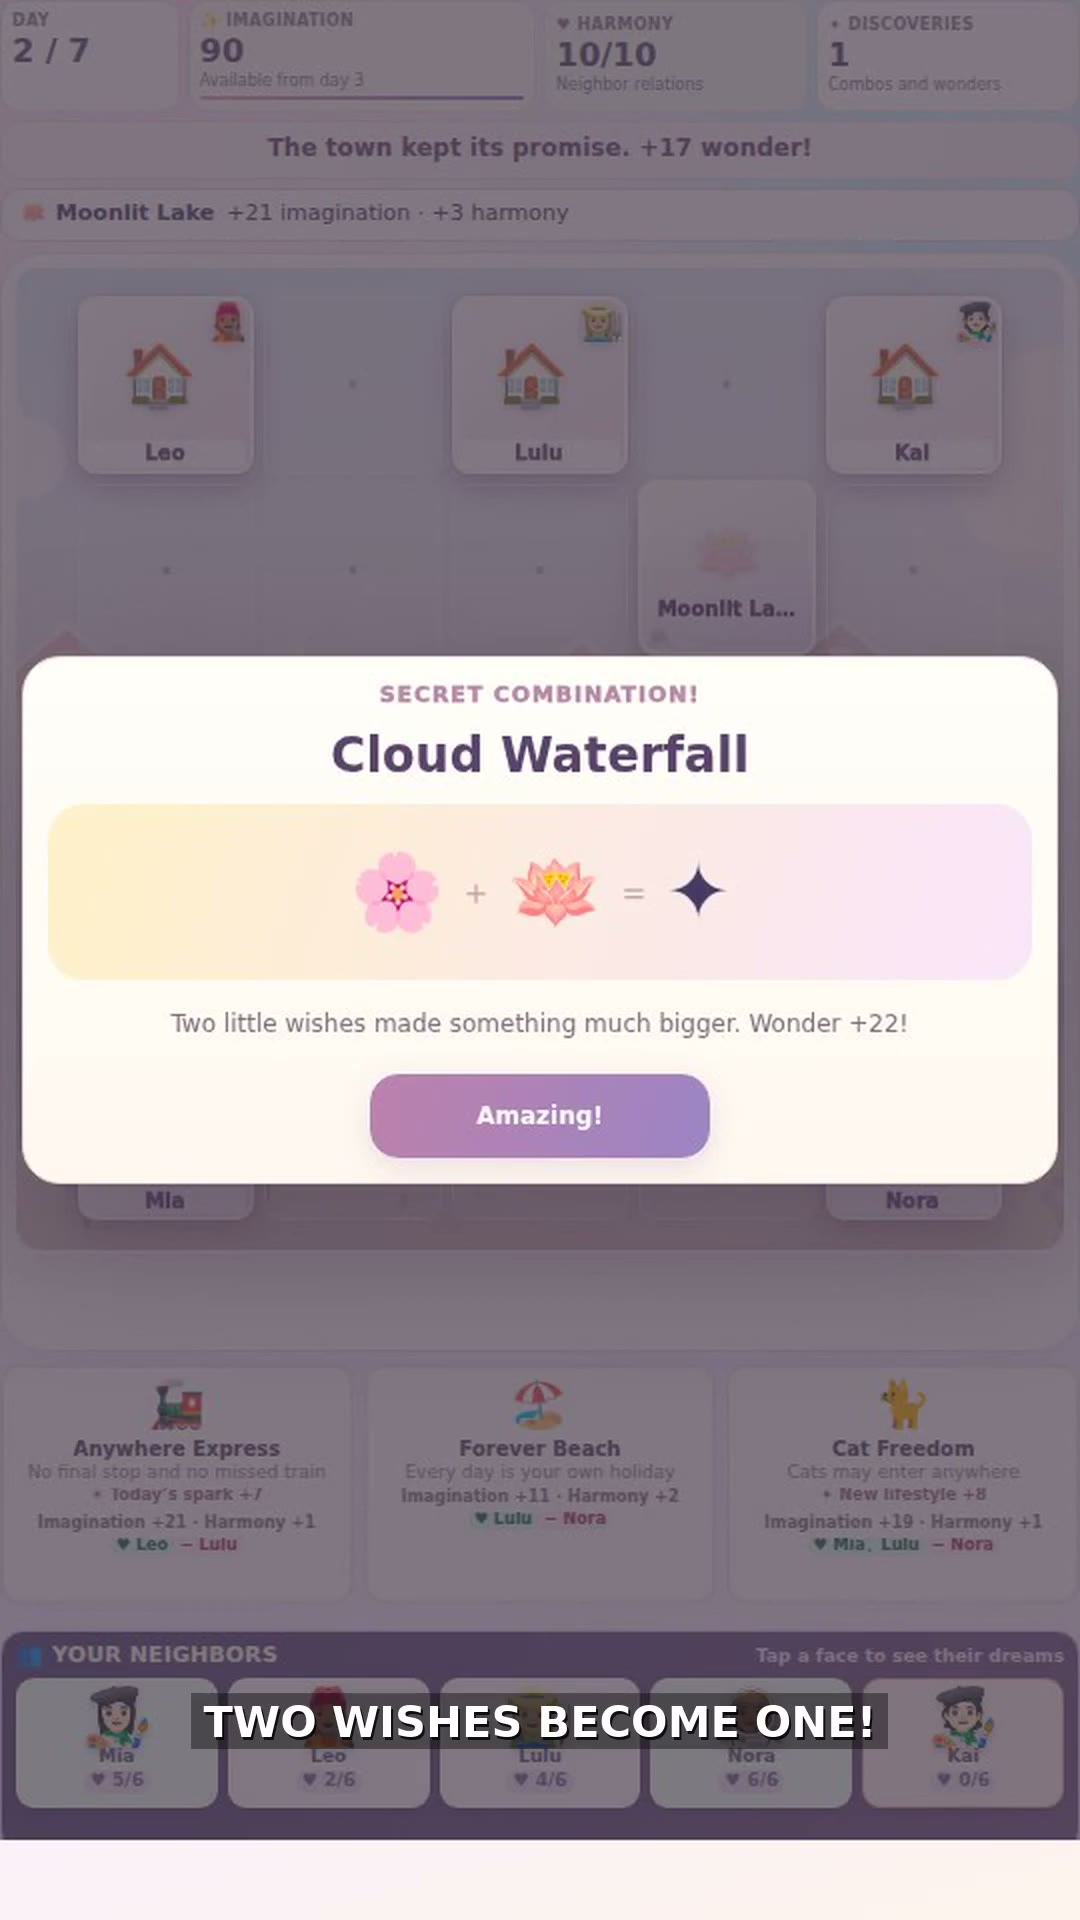 DAY
2 / 7
✨ IMAGINATION
90
Available from day 3
♥ HARMONY
10/10
Neighbor relations
✦ DISCOVERIES
1
Combos and wonders
The town kept its promise. +17 wonder!
Moonlit Lake +21 imagination · +3 harmony
Leo
Lulu
Kai
Moonlit La...
SECRET COMBINATION!
Cloud Waterfall
+ =
Two little wishes made something much bigger. Wonder +22!
Amazing!
Mia
Nora
Anywhere Express
No final stop and no missed train
✦ Today's spark +7
Imagination +21 · Harmony +1
♥ Leo − Lulu
Forever Beach
Every day is your own holiday
Imagination +11 · Harmony +2
♥ Lulu − Nora
Cat Freedom
Cats may enter anywhere
✦ New lifestyle +8
Imagination +19 · Harmony +1
♥ Mia, Lulu − Nora
YOUR NEIGHBORS
Tap a face to see their dreams
TWO WISHES BECOME ONE!
Mia
♥ 5/6
Leo
♥ 2/6
Lulu
♥ 4/6
Nora
♥ 6/6
Kai
♥ 0/6